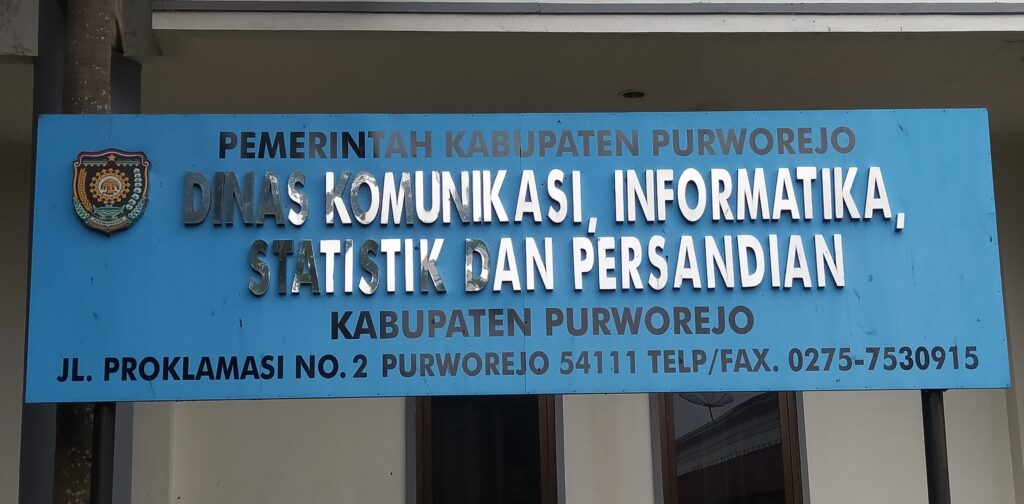 PEMERINTAH KABUPATEN PURWOREJO
DINAS KOMUNIKASI, INFORMATIKA,
STATISTIK DAN PERSANDIAN
KABUPATEN PURWOREJO
JL. PROKLAMASI NO. 2 PURWOREJO 54111 TELP/FAX. 0275-7530915